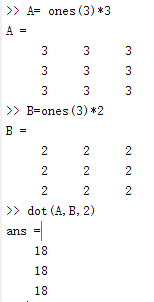 >> A= ones(3)*3
A =
3 3 3
3 3 3
3 3 3
>> B=ones(3)*2
B =
2 2 2
2 2 2
2 2 2
>> dot(A,B,2)
ans =
18
18
18